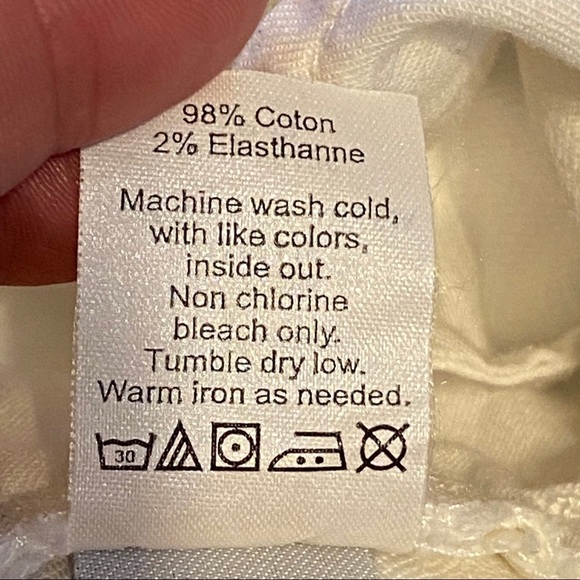 98% Coton
2% Elasthanne
Machine wash cold,
with like colors,
inside out.
Non chlorine
bleach only.
Tumble dry low.
Warm iron as needed.
30